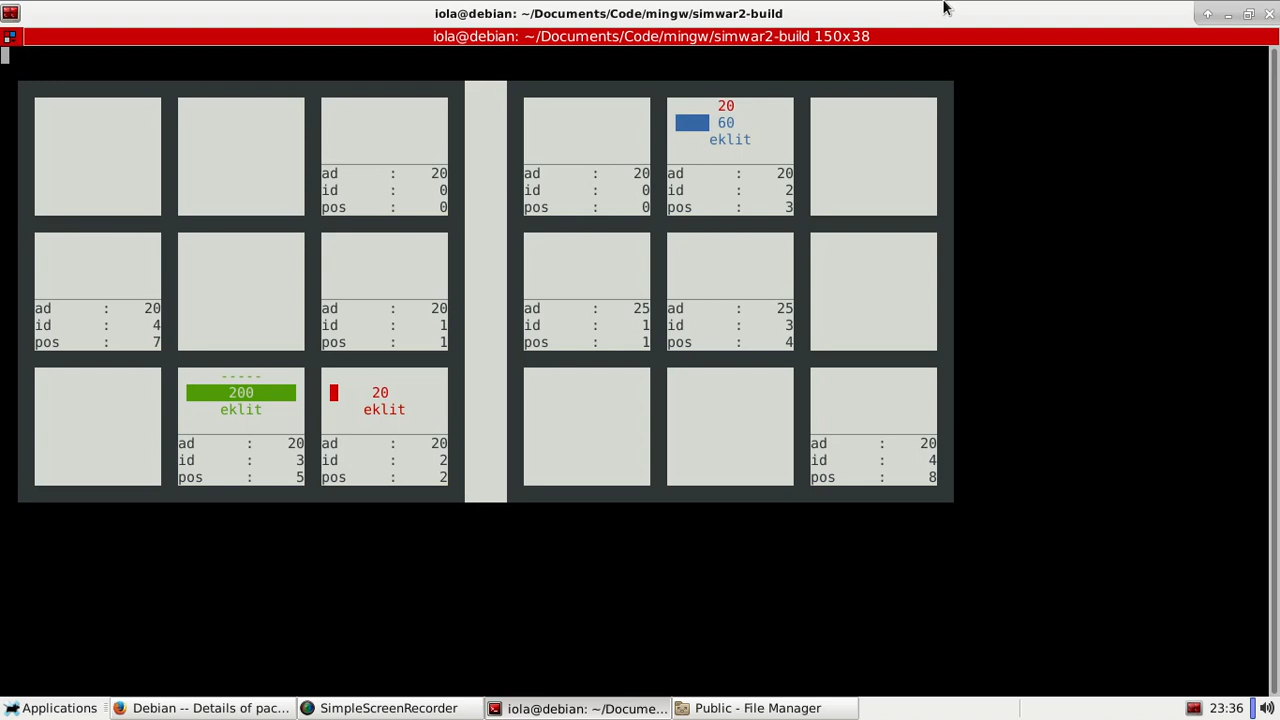 iola@debian: ~/Documents/Code/mingw/simwar2-build
iola@debian: ~/Documents/Code/mingw/simwar2-build 150x38
ad : 20
id : 0
pos : 0
ad : 20
id : 0
pos : 0
20
60
eklit
ad : 20
id : 2
pos : 3
ad : 20
id : 4
pos : 7
ad : 20
id : 1
pos : 1
ad : 25
id : 1
pos : 1
ad : 25
id : 3
pos : 4
-----
200
eklit
ad : 20
id : 3
pos : 5
20
eklit
ad : 20
id : 2
pos : 2
ad : 20
id : 4
pos : 8
Applications
Debian -- Details of pac...
SimpleScreenRecorder
iola@debian: ~/Docume...
Public - File Manager
23:36